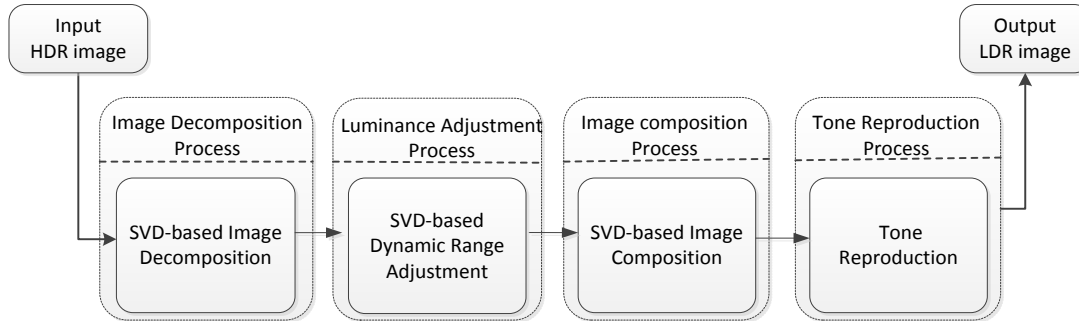 Input
HDR image
Output
LDR image
Image Decomposition
Process
Luminance Adjustment
Process
Image composition
Process
Tone Reproduction
Process
SVD-based Image
Decomposition
SVD-based
Dynamic Range
Adjustment
SVD-based Image
Composition
Tone
Reproduction